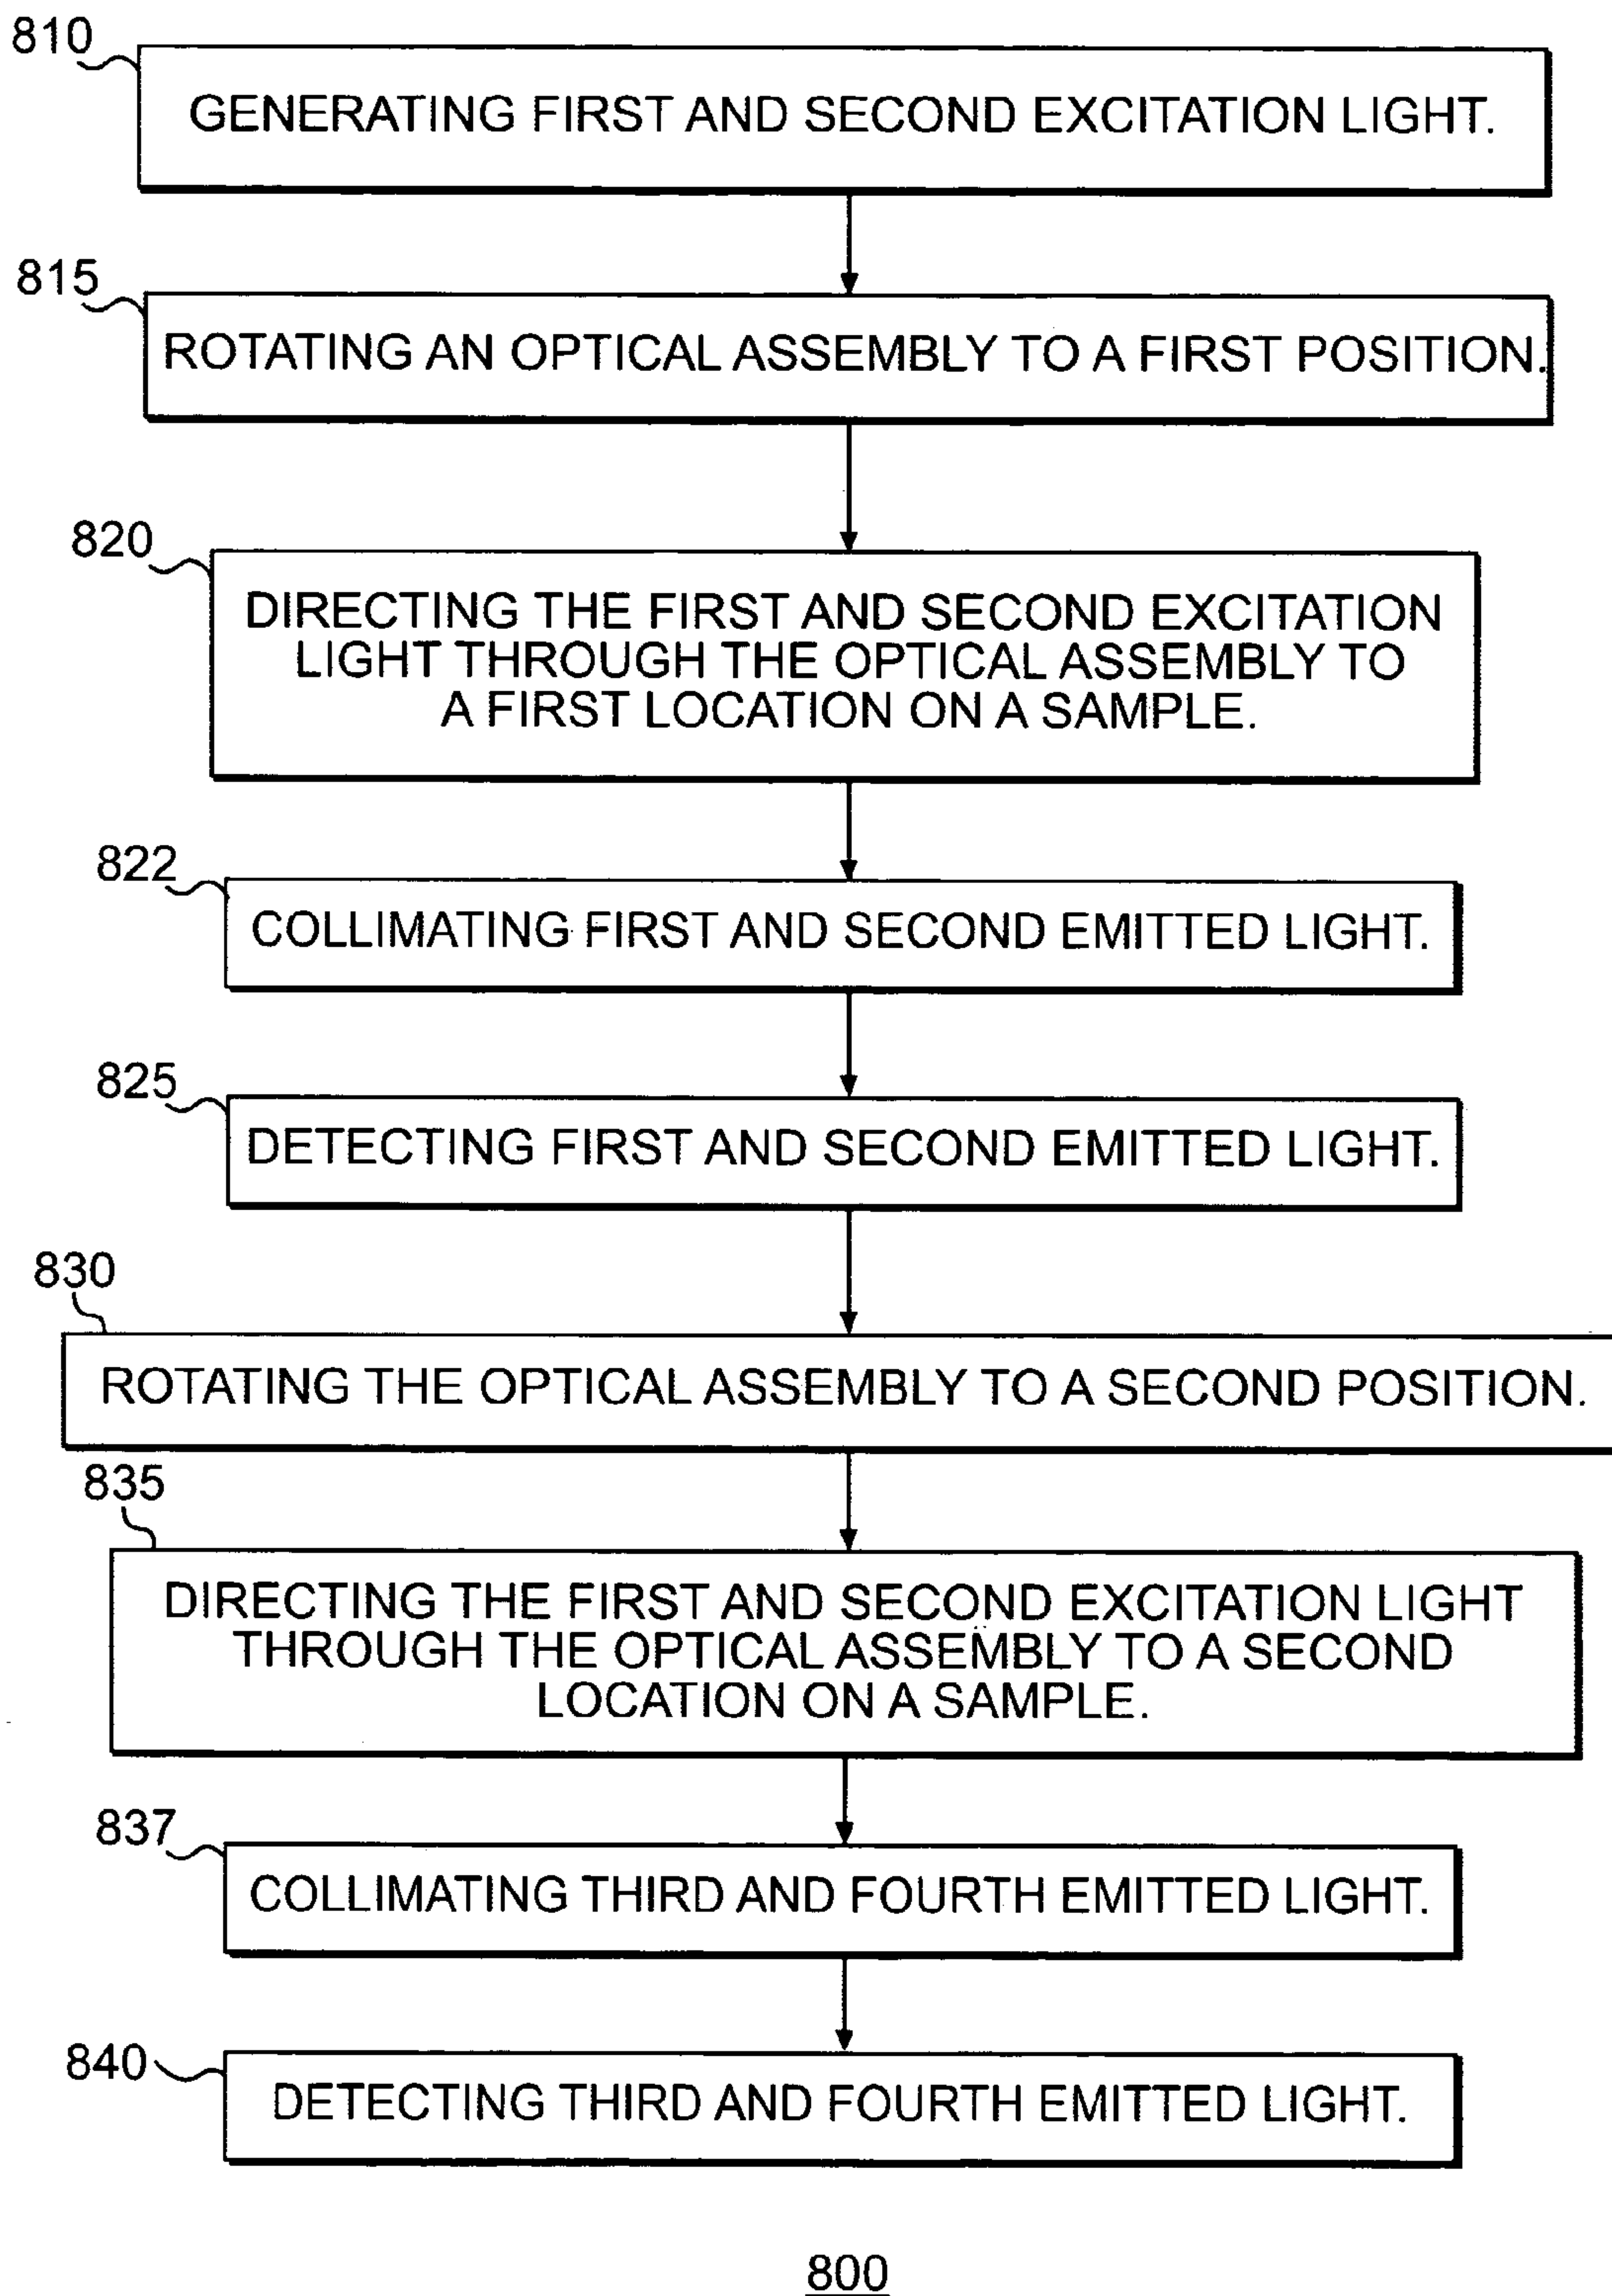 810
GENERATING FIRST AND SECOND EXCITATION LIGHT.
815
ROTATING AN OPTICAL ASSEMBLY TO A FIRST POSITION.
820
DIRECTING THE FIRST AND SECOND EXCITATION
LIGHT THROUGH THE OPTICAL ASSEMBLY TO
A FIRST LOCATION ON A SAMPLE.
822
COLLIMATING FIRST AND SECOND EMITTED LIGHT.
825
DETECTING FIRST AND SECOND EMITTED LIGHT.
830
ROTATING THE OPTICAL ASSEMBLY TO A SECOND POSITION.
835
DIRECTING THE FIRST AND SECOND EXCITATION LIGHT
THROUGH THE OPTICAL ASSEMBLY TO A SECOND
LOCATION ON A SAMPLE.
837
COLLIMATING THIRD AND FOURTH EMITTED LIGHT.
840
DETECTING THIRD AND FOURTH EMITTED LIGHT.
800